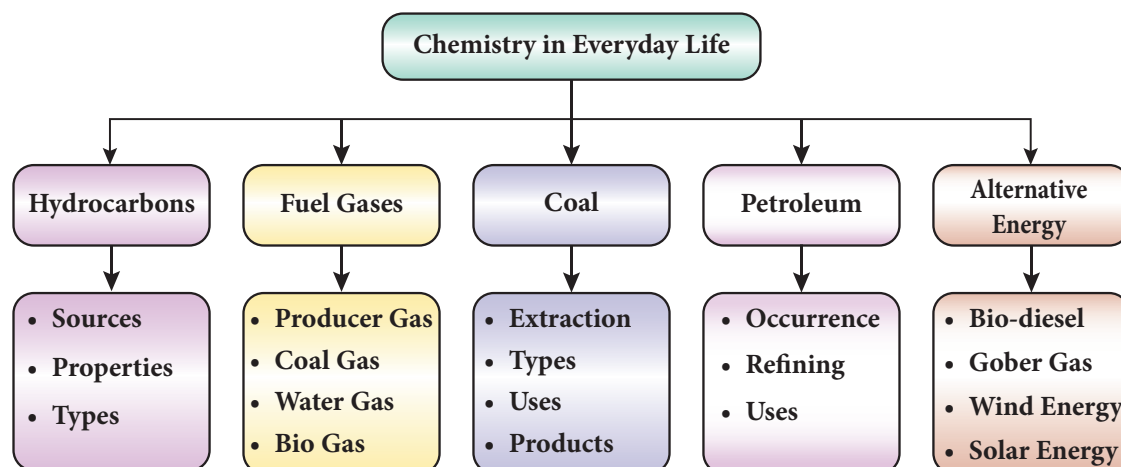 Chemistry in Everyday Life
Hydrocarbons
Fuel Gases
Coal
Petroleum
Alternative
Energy
• Sources
• Properties
• Types
• Producer Gas
• Coal Gas
• Water Gas
• Bio Gas
• Extraction
• Types
• Uses
• Products
• Occurrence
• Refining
• Uses
• Bio-diesel
• Gober Gas
• Wind Energy
• Solar Energy